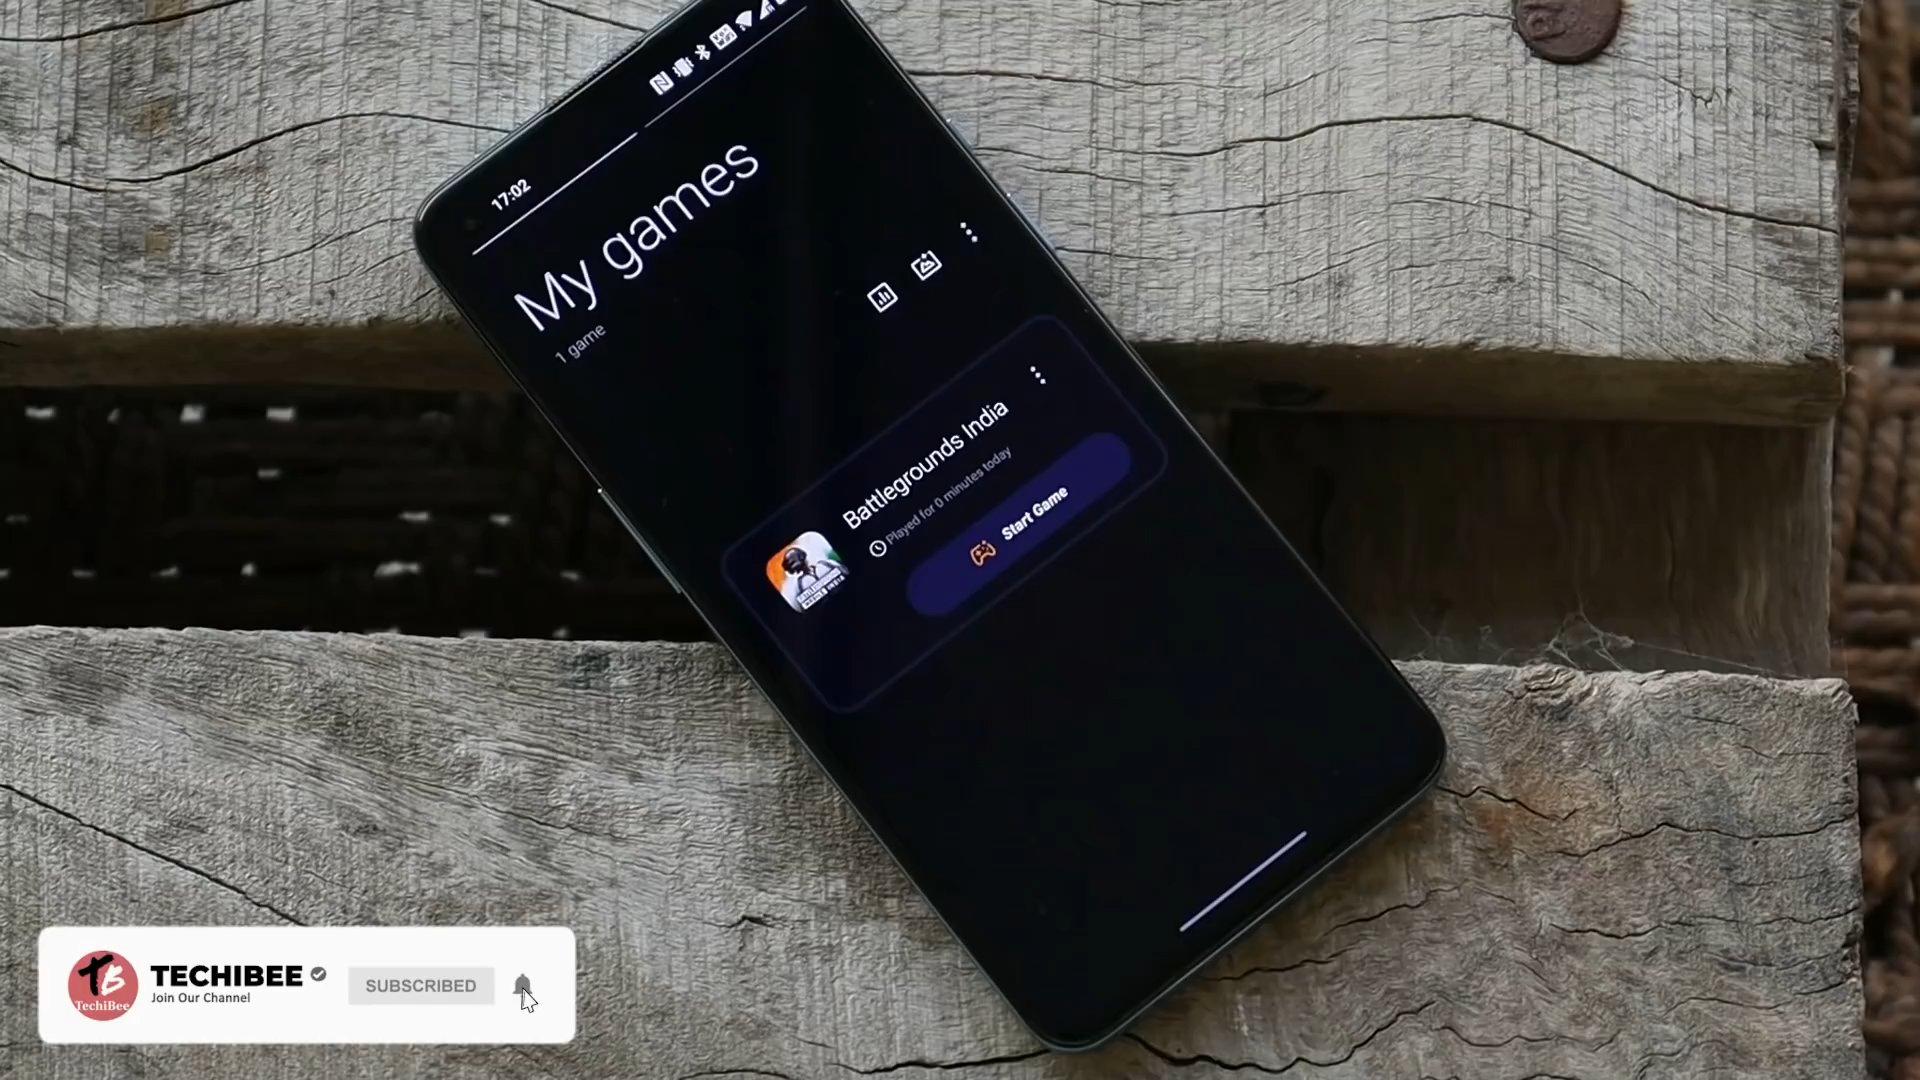 17:02
My games
1 game
Battlegrounds India
Played for 0 minutes today
Start Game
TB
TechiBee
TECHIBEE
Join Our Channel
SUBSCRIBED